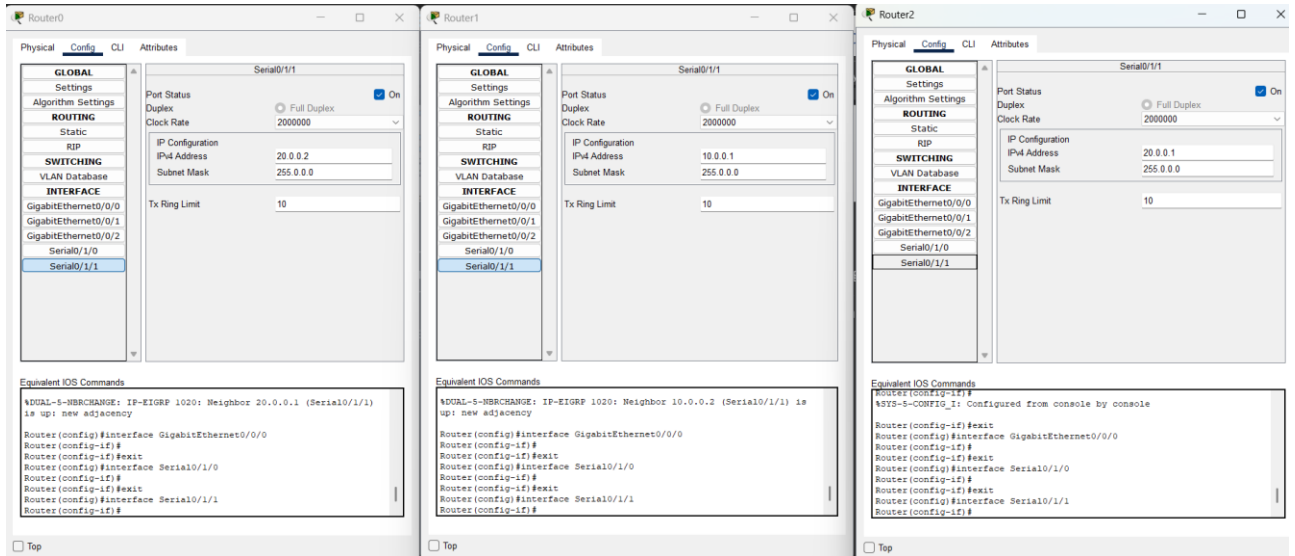 Router0
Physical Config CLI Attributes
GLOBAL
Settings
Algorithm Settings
ROUTING
Static
RIP
SWITCHING
VLAN Database
INTERFACE
GigabitEthernet0/0/0
GigabitEthernet0/0/1
GigabitEthernet0/0/2
Serial0/1/0
Serial0/1/1
Serial0/1/1
Port Status On
Duplex Full Duplex
Clock Rate 2000000
IP Configuration
IPv4 Address 20.0.0.2
Subnet Mask 255.0.0.0
Tx Ring Limit 10
Equivalent IOS Commands
%DUAL-5-NBRCHANGE: IP-EIGRP 1020: Neighbor 20.0.0.1 (Serial0/1/1)
is up: new adjacency
Router(config)#interface GigabitEthernet0/0/0
Router(config-if)#
Router(config-if)#exit
Router(config)#interface Serial0/1/0
Router(config-if)#
Router(config-if)#exit
Router(config)#interface Serial0/1/1
Router(config-if)#
Top
Router1
Physical Config CLI Attributes
GLOBAL
Settings
Algorithm Settings
ROUTING
Static
RIP
SWITCHING
VLAN Database
INTERFACE
GigabitEthernet0/0/0
GigabitEthernet0/0/1
GigabitEthernet0/0/2
Serial0/1/0
Serial0/1/1
Serial0/1/1
Port Status On
Duplex Full Duplex
Clock Rate 2000000
IP Configuration
IPv4 Address 10.0.0.1
Subnet Mask 255.0.0.0
Tx Ring Limit 10
Equivalent IOS Commands
%DUAL-5-NBRCHANGE: IP-EIGRP 1020: Neighbor 10.0.0.2 (Serial0/1/1) is
up: new adjacency
Router(config)#interface GigabitEthernet0/0/0
Router(config-if)#
Router(config-if)#exit
Router(config)#interface Serial0/1/0
Router(config-if)#
Router(config-if)#exit
Router(config)#interface Serial0/1/1
Router(config-if)#
Top
Router2
Physical Config CLI Attributes
GLOBAL
Settings
Algorithm Settings
ROUTING
Static
RIP
SWITCHING
VLAN Database
INTERFACE
GigabitEthernet0/0/0
GigabitEthernet0/0/1
GigabitEthernet0/0/2
Serial0/1/0
Serial0/1/1
Serial0/1/1
Port Status On
Duplex Full Duplex
Clock Rate 2000000
IP Configuration
IPv4 Address 20.0.0.1
Subnet Mask 255.0.0.0
Tx Ring Limit 10
Equivalent IOS Commands
Router(config-if)#
%SYS-5-CONFIG_I: Configured from console by console
Router(config-if)#exit
Router(config)#interface GigabitEthernet0/0/0
Router(config-if)#
Router(config-if)#exit
Router(config)#interface Serial0/1/0
Router(config-if)#
Router(config-if)#exit
Router(config)#interface Serial0/1/1
Router(config-if)#
Top